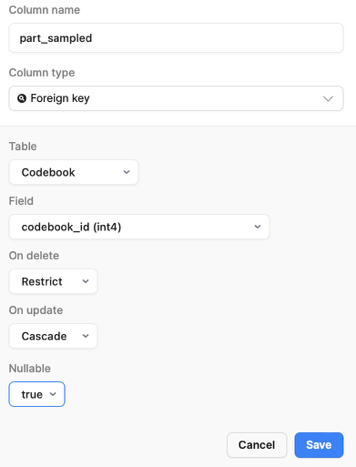 Column name
part_sampled
Column type
Foreign key
Table
Codebook
Field
codebook_id (int4)
On delete
Restrict
On update
Cascade
Nullable
true
Cancel Save